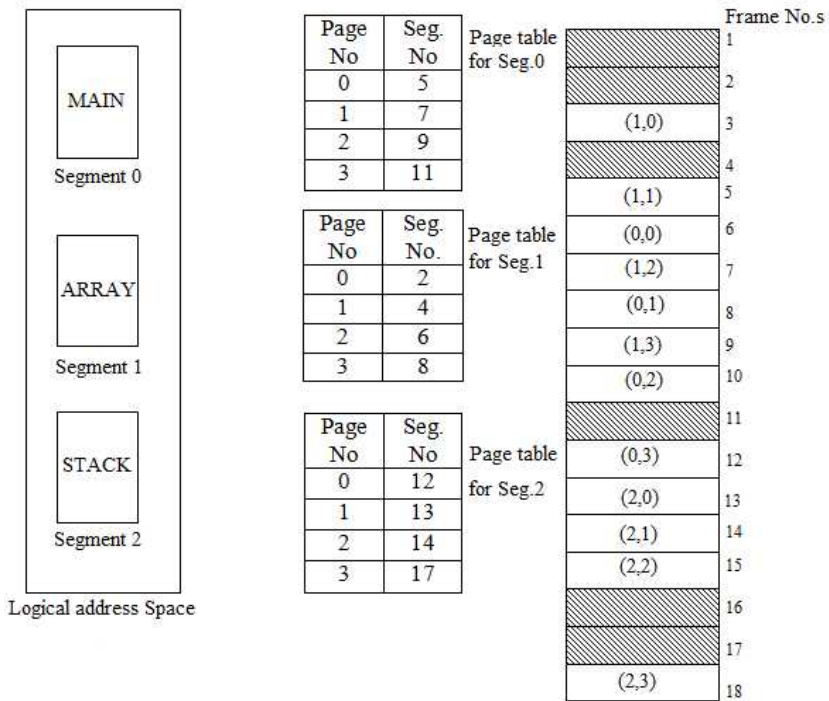 MAIN
Segment 0
ARRAY
Segment 1
STACK
Segment 2
Logical address Space
Page No Seg. No
0 5
1 7
2 9
3 11
Page table
for Seg.0
Page No Seg. No.
0 2
1 4
2 6
3 8
Page table
for Seg.1
Page No Seg. No
0 12
1 13
2 14
3 17
Page table
for Seg.2
Frame No.s
1
2
(1,0) 3
4
(1,1) 5
(0,0) 6
(1,2) 7
(0,1) 8
(1,3) 9
(0,2) 10
11
(0,3) 12
(2,0) 13
(2,1) 14
(2,2) 15
16
17
(2,3) 18